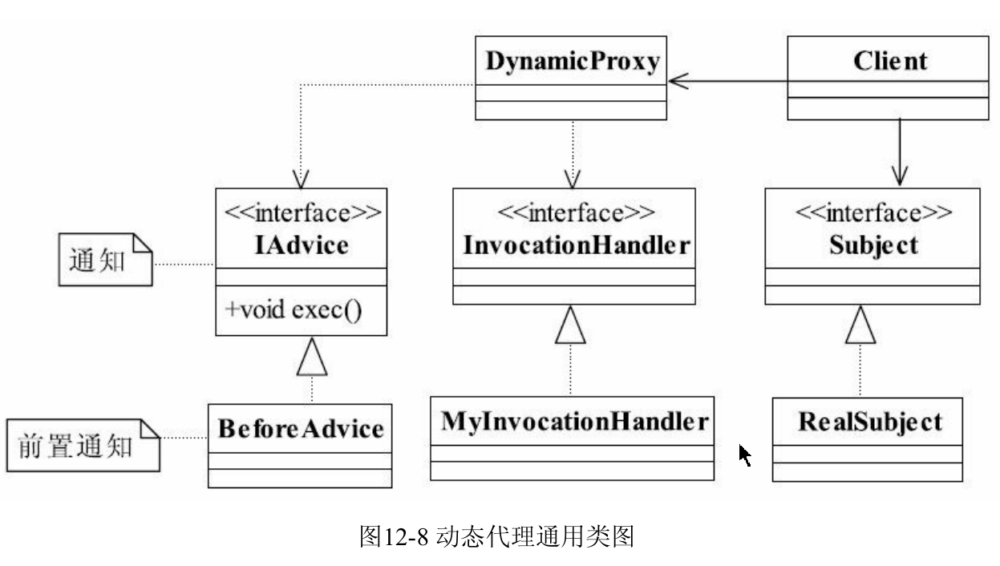 DynamicProxy
Client
<<interface>>
IAdvice
+void exec()
<<interface>>
InvocationHandler
<<interface>>
Subject
通知
BeforeAdvice
MyInvocationHandler
RealSubject
前置通知
图12-8 动态代理通用类图